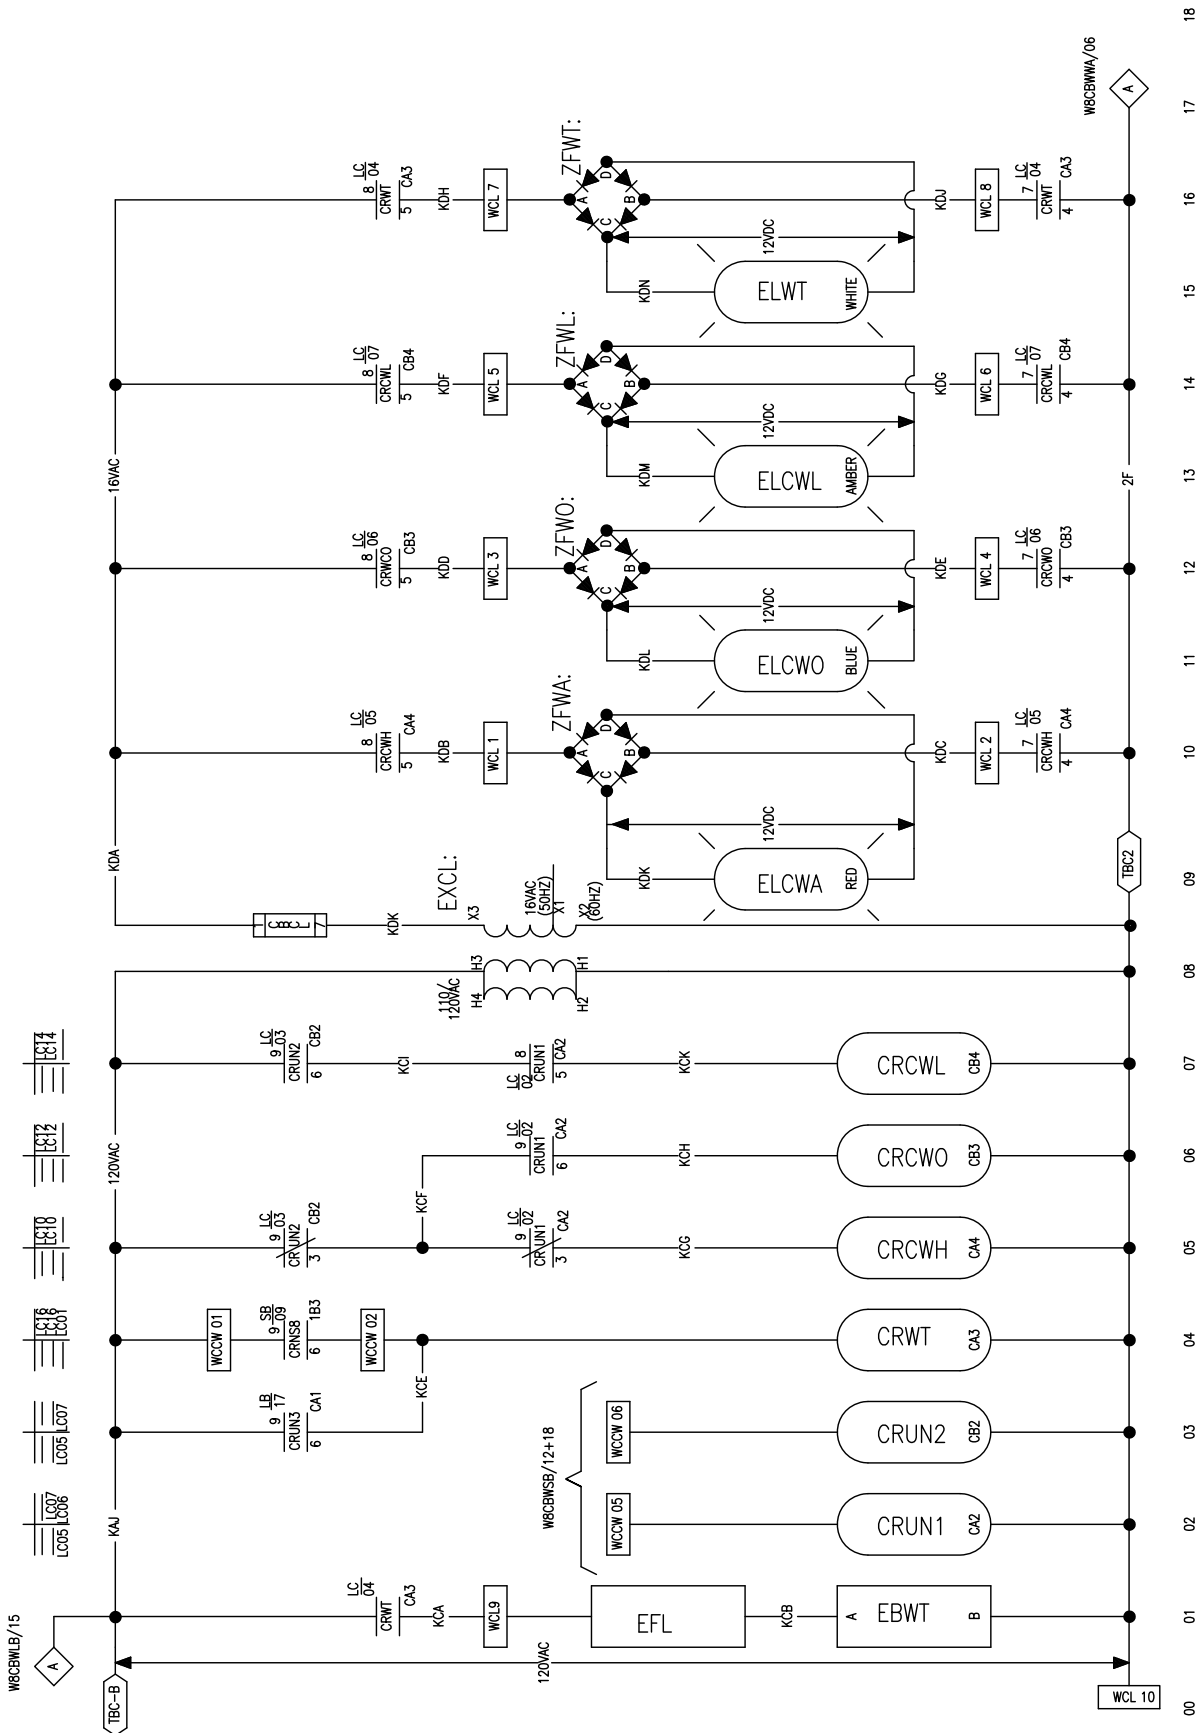 W8CBWLB/15
A
TBC-B
120VAC
WCL 10
00
LC
04
CRWT
CA3
KCA
WCL9
EFL
KCB
A
EBWT
B
01
KAJ
LC07
LC05
LC06
W8CBWSB/12+18
WCCW 05
CRUN1
CA2
02
LC05
LC07
LB
9 17
CRUN3
6
CA1
KCE
WCCW 06
CRUN2
CB2
03
LC16
LC16
LC01
WCCW 01
SB
9 09
CRNS8
6
1B3
WCCW 02
CRWT
CA3
04
LC10
LC10
LC
9 03
CRUN2
3
CB2
KCF
LC
9 02
CRUN1
3
CA2
KCG
CRCWH
CA4
05
LC12
LC12
120VAC
LC
9 02
CRUN1
6
CA2
KCH
CRCWO
CB3
06
LC14
LC14
LC
9 03
CRUN2
6
CB2
KCI
LC
02
8
CRUN1
5
CA2
KCK
CRCWL
CB4
07
110/
120VAC
H4
H3
H2
H1
08
1
CBCL
7
KDK
EXCL:
X3
16VAC
(50HZ)
X1
X2
(60HZ)
KDA
KDK
ELCWA
RED
12VDC
TBC2
09
LC
8 05
CRCWH
5
CA4
KDB
WCL 1
ZFWA:
A
C
D
B
KDC
WCL 2
LC
7 05
CRCWH
4
CA4
10
KDL
ELCWO
BLUE
12VDC
11
LC
8 06
CRWCO
5
CB3
KDD
WCL 3
ZFWO:
A
C
D
B
KDE
WCL 4
LC
7 06
CRCWO
4
CB3
12
16VAC
KDM
ELCWL
AMBER
12VDC
2F
13
LC
8 07
CRCWL
5
CB4
KDF
WCL 5
ZFWL:
A
C
D
B
KDG
WCL 6
LC
7 07
CRCWL
4
CB4
14
KDN
ELWT
WHITE
12VDC
15
LC
8 04
CRWT
5
CA3
KDH
WCL 7
ZFWT:
A
C
D
B
KDJ
WCL 8
LC
7 04
CRWT
4
CA3
16
W8CBWWA/06
A
17
18